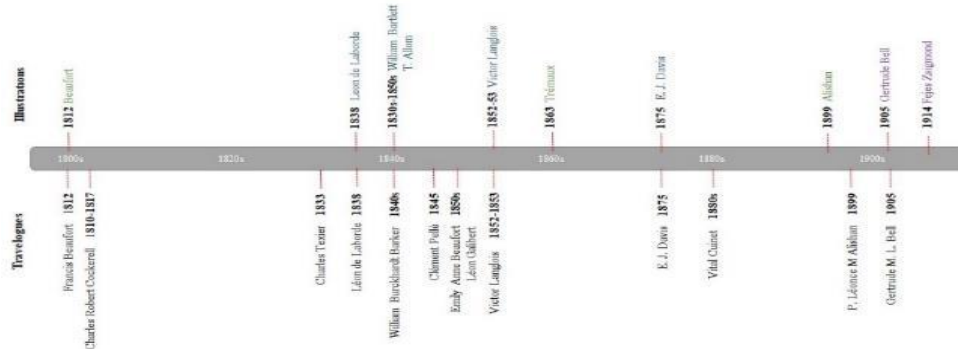 Illustrations
1812 Beaufort
1838 Leon de Laborde
1830s-1850s William Bartlett
T. Allom
1852-53 Victor Langlois
1863 Trémaux
1875 E. J. Davis
1899 Alishan
1905 Gertrude Bell
1914 Fejes Zsigmond
1800s
1820s
1840s
1860s
1880s
1900s
Travelogues
Francis Beaufort 1812
Charles Robert Cockerell 1810-1817
Charles Texier 1833
Léon de Laborde 1838
William Burckhardt Barker 1840s
Clément Pellé 1845
Emily Anne Beaufort 1850s
Léon Galibert
Victor Langlois 1852-1853
E. J. Davis 1875
Vital Cuinet 1880s
P. Léonce M Alishan 1899
Gertrude M. L. Bell 1905